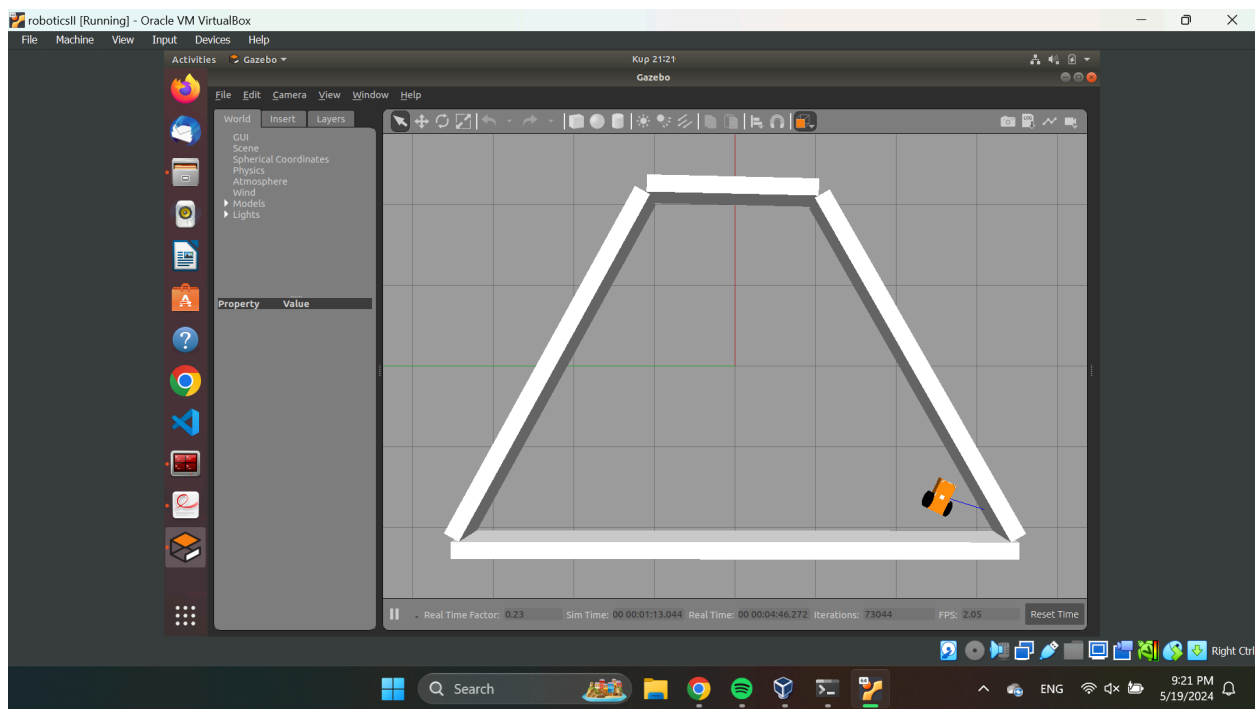 roboticsII [Running] - Oracle VM VirtualBox
File Machine View Input Devices Help
Activities Gazebo Kup 21:21
Gazebo
File Edit Camera View Window Help
World Insert Layers
GUI
Scene
Spherical Coordinates
Physics
Atmosphere
Wind
Models
Lights
Property Value
Real Time Factor: 0.23 Sim Time: 00 00:01:13.044 Real Time: 00 00:04:46.272 Iterations: 73044 FPS: 2.05 Reset Time
Right Ctrl
Search
ENG
9:21 PM
5/19/2024